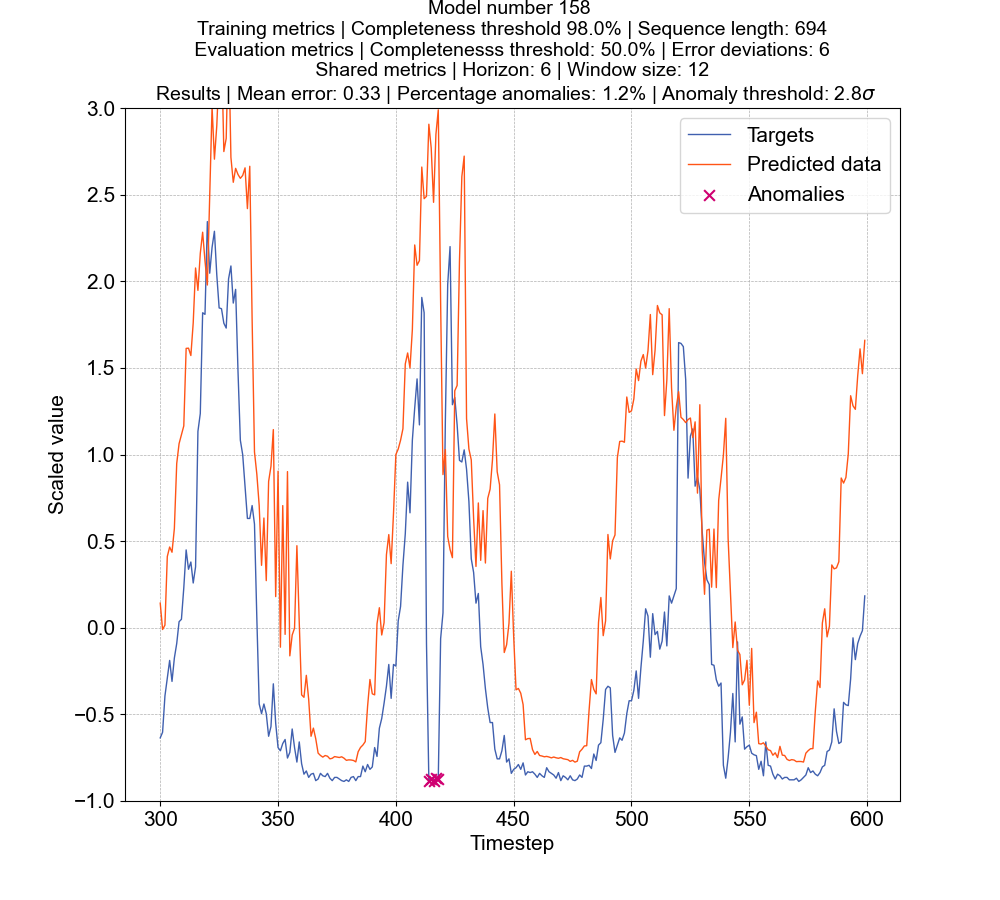 Model number 158
Training metrics | Completeness threshold 98.0% | Sequence length: 694
Evaluation metrics | Completenesss threshold: 50.0% | Error deviations: 6
Shared metrics | Horizon: 6 | Window size: 12
Results | Mean error: 0.33 | Percentage anomalies: 1.2% | Anomaly threshold: 2.8σ
3.0
2.5
2.0
1.5
1.0
0.5
0.0
−0.5
−1.0
Scaled value
Targets
Predicted data
Anomalies
300 350 400 450 500 550 600
Timestep